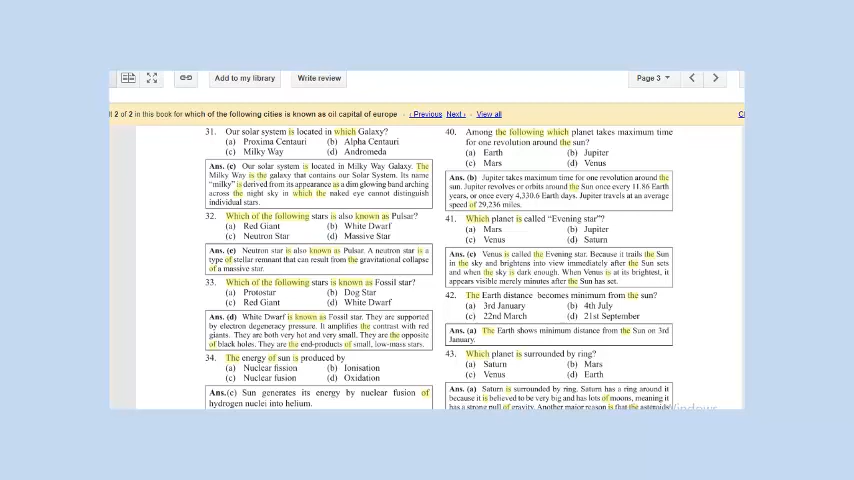 Add to my library
Write review
Page 3
2 of 2 in this book for which of the following cities is known as oil capital of europe - ‹ Previous Next › - View all
31. Our solar system is located in which Galaxy?
(a) Proxima Centauri (b) Alpha Centauri
(c) Milky Way (d) Andromeda
Ans. (c) Our solar system is located in Milky Way Galaxy. The
Milky Way is the galaxy that contains our Solar System. Its name
"milky" is derived from its appearance as a dim glowing band arching
across the night sky in which the naked eye cannot distinguish
individual stars.
32. Which of the following stars is also known as Pulsar?
(a) Red Giant (b) White Dwarf
(c) Neutron Star (d) Massive Star
Ans. (c) Neutron star is also known as Pulsar. A neutron star is a
type of stellar remnant that can result from the gravitational collapse
of a massive star.
33. Which of the following stars is known as Fossil star?
(a) Protostar (b) Dog Star
(c) Red Giant (d) White Dwarf
Ans. (d) White Dwarf is known as Fossil star. They are supported
by electron degeneracy pressure. It amplifies the contrast with red
giants. They are both very hot and very small. They are the opposite
of black holes. They are the end-products of small, low-mass stars.
34. The energy of sun is produced by
(a) Nuclear fission (b) Ionisation
(c) Nuclear fusion (d) Oxidation
Ans.(c) Sun generates its energy by nuclear fusion of
hydrogen nuclei into helium.
40. Among the following which planet takes maximum time
for one revolution around the sun?
(a) Earth (b) Jupiter
(c) Mars (d) Venus
Ans. (b) Jupiter takes maximum time for one revolution around the
sun. Jupiter revolves or orbits around the Sun once every 11.86 Earth
years, or once every 4,330.6 Earth days. Jupiter travels at an average
speed of 29,236 miles.
41. Which planet is called "Evening star"?
(a) Mars (b) Jupiter
(c) Venus (d) Saturn
Ans. (c) Venus is called the Evening star. Because it trails the Sun
in the sky and brightens into view immediately after the Sun sets
and when the sky is dark enough. When Venus is at its brightest, it
appears visible merely minutes after the Sun has set.
42. The Earth distance becomes minimum from the sun?
(a) 3rd January (b) 4th July
(c) 22nd March (d) 21st September
Ans. (a) The Earth shows minimum distance from the Sun on 3rd
January.
43. Which planet is surrounded by ring?
(a) Saturn (b) Mars
(c) Venus (d) Earth
Ans. (a) Saturn is surrounded by ring. Saturn has a ring around it
because it is believed to be very big and has lots of moons, meaning it
has a strong pull of gravity. Another major reason is that the asteroids
Windows